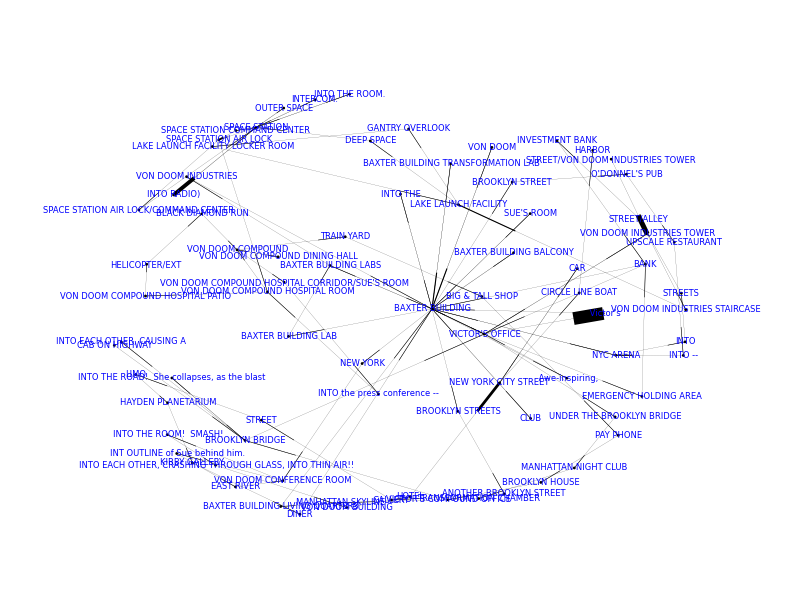 INTO THE ROOM.
INTERCOM.
OUTER SPACE
SPACE STATION
SPACE STATION COMMAND CENTER
GANTRY OVERLOOK
SPACE STATION AIR LOCK
DEEP SPACE
INVESTMENT BANK
LAKE LAUNCH FACILITY LOCKER ROOM
VON DOOM
HARBOR
STREET/VON DOOM INDUSTRIES TOWER
BAXTER BUILDING TRANSFORMATION LAB
O'DONNEL'S PUB
VON DOOM INDUSTRIES
BROOKLYN STREET
INTO RADIO)
INTO THE
LAKE LAUNCH FACILITY
SPACE STATION AIR LOCK/COMMAND CENTER
BLACK DIAMOND RUN
SUE'S ROOM
STREET/ALLEY
TRAIN YARD
VON DOOM INDUSTRIES TOWER
UPSCALE RESTAURANT
VON DOOM COMPOUND
VON DOOM COMPOUND DINING HALL
BAXTER BUILDING BALCONY
HELICOPTER/EXT
BAXTER BUILDING LABS
CAR
BANK
VON DOOM COMPOUND HOSPITAL CORRIDOR/SUE'S ROOM
VON DOOM COMPOUND HOSPITAL ROOM
VON DOOM COMPOUND HOSPITAL PATIO
BIG & TALL SHOP
CIRCLE LINE BOAT
STREETS
BAXTER BUILDING
VON DOOM INDUSTRIES STAIRCASE
Victor's
BAXTER BUILDING LAB
VICTOR'S OFFICE
INTO EACH OTHER, CAUSING A
CAB ON HIGHWAY
INTO
NYC ARENA
INTO --
NEW YORK
LIMO
INTO THE ROAD!  She collapses, as the blast
Awe-inspiring,
NEW YORK CITY STREET
INTO the press conference --
EMERGENCY HOLDING AREA
HAYDEN PLANETARIUM
BROOKLYN STREETS
CLUB
UNDER THE BROOKLYN BRIDGE
STREET
INTO THE ROOM!  SMASH!
BROOKLYN BRIDGE
PAY PHONE
INT OUTLINE of Sue behind him.
KIRBY GALLERY
INTO EACH OTHER, CRASHING THROUGH GLASS, INTO THIN AIR!!
MANHATTAN NIGHT CLUB
VON DOOM CONFERENCE ROOM
BROOKLYN HOUSE
EAST RIVER
ANOTHER BROOKLYN STREET
HOTEL
MANHATTAN SKYLINE
VON DOOM BUILDING
DINER